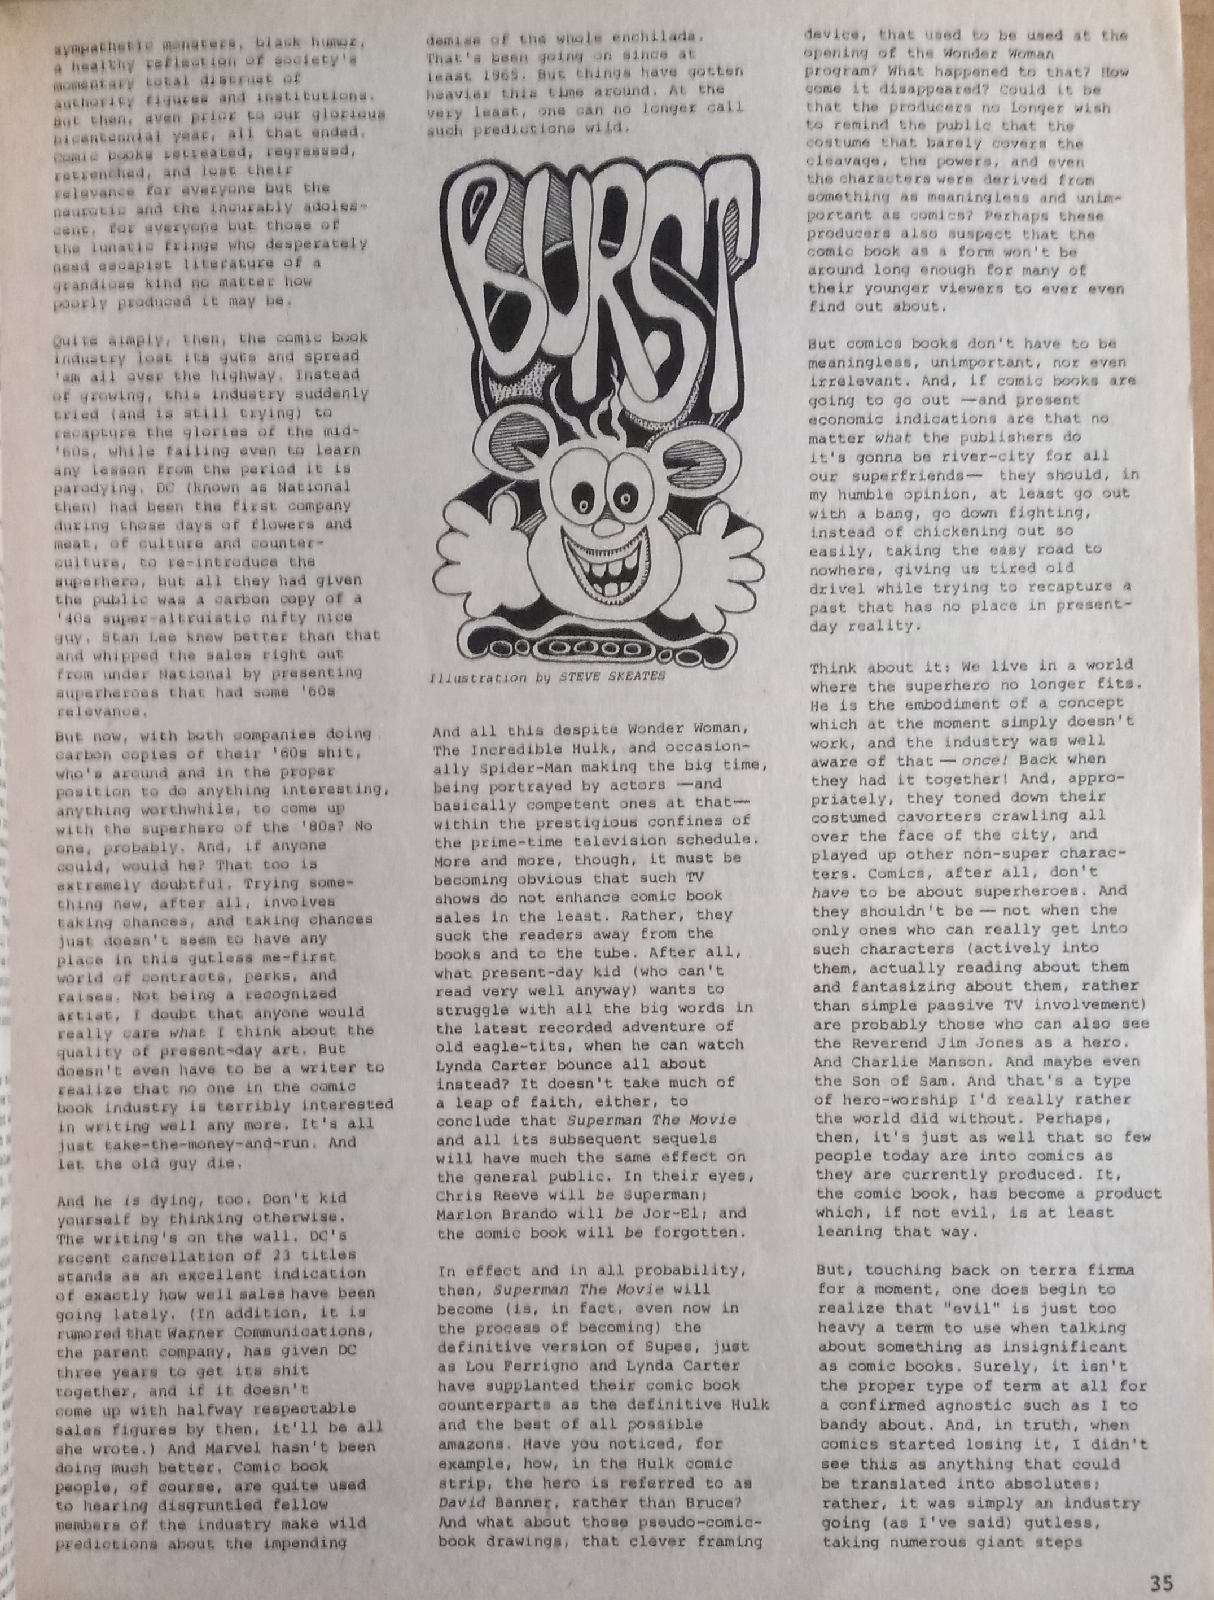 sympathetic monsters, black humor,
a healthy reflection of society's
momentary total distrust of
authority figures and institutions.
But then, even prior to our glorious
bicentennial year, all that ended.
Comic books retreated, regressed,
retrenched, and lost their
relevance for everyone but the
neurotic and the incurably adoles-
cent, for everyone but those of
the lunatic fringe who desperately
need escapist literature of a
grandiose kind no matter how
poorly produced it may be.
Quite simply, then, the comic book
industry lost its guts and spread
'em all over the highway. Instead
of growing, this industry suddenly
tried (and is still trying) to
recapture the glories of the mid-
'60s, while failing even to learn
any lesson from the period it is
parodying. DC (known as National
then) had been the first company
during those days of flowers and
meat, of culture and counter-
culture, to re-introduce the
superhero, but all they had given
the public was a carbon copy of a
'40s super-altruistic nifty nice
guy. Stan Lee knew better than that
and whipped the sales right out
from under National by presenting
superheroes that had some '60s
relevance.
But now, with both companies doing
carbon copies of their '60s shit,
who's around and in the proper
position to do anything interesting,
anything worthwhile, to come up
with the superhero of the '80s? No
one, probably. And, if anyone
could, would he? That too is
extremely doubtful. Trying some-
thing new, after all, involves
taking chances, and taking chances
just doesn't seem to have any
place in this gutless me-first
world of contracts, perks, and
raises. Not being a recognized
artist, I doubt that anyone would
really care what I think about the
quality of present-day art. But
doesn't even have to be a writer to
realize that no one in the comic
book industry is terribly interested
in writing well any more. It's all
just take-the-money-and-run. And
let the old guy die.
And he is dying, too. Don't kid
yourself by thinking otherwise.
The writing's on the wall. DC's
recent cancellation of 23 titles
stands as an excellent indication
of exactly how well sales have been
going lately. (In addition, it is
rumored that Warner Communications,
the parent company, has given DC
three years to get its shit
together, and if it doesn't
come up with halfway respectable
sales figures by then, it'll be all
she wrote.) And Marvel hasn't been
doing much better. Comic book
people, of course, are quite used
to hearing disgruntled fellow
members of the industry make wild
predictions about the impending
demise of the whole enchilada.
That's been going on since at
least 1965. But things have gotten
heavier this time around. At the
very least, one can no longer call
such predictions wild.
BURST
Illustration by STEVE SKEATES
And all this despite Wonder Woman,
The Incredible Hulk, and occasion-
ally Spider-Man making the big time,
being portrayed by actors —and
basically competent ones at that—
within the prestigious confines of
the prime-time television schedule.
More and more, though, it must be
becoming obvious that such TV
shows do not enhance comic book
sales in the least. Rather, they
suck the readers away from the
books and to the tube. After all,
what present-day kid (who can't
read very well anyway) wants to
struggle with all the big words in
the latest recorded adventure of
old eagle-tits, when he can watch
Lynda Carter bounce all about
instead? It doesn't take much of
a leap of faith, either, to
conclude that Superman The Movie
and all its subsequent sequels
will have much the same effect on
the general public. In their eyes,
Chris Reeve will be Superman;
Marlon Brando will be Jor-El; and
the comic book will be forgotten.
In effect and in all probability,
then, Superman The Movie will
become (is, in fact, even now in
the process of becoming) the
definitive version of Supes, just
as Lou Ferrigno and Lynda Carter
have supplanted their comic book
counterparts as the definitive Hulk
and the best of all possible
amazons. Have you noticed, for
example, how, in the Hulk comic
strip, the hero is referred to as
David Banner, rather than Bruce?
And what about those pseudo-comic-
book drawings, that clever framing
device, that used to be used at the
opening of the Wonder Woman
program? What happened to that? How
come it disappeared? Could it be
that the producers no longer wish
to remind the public that the
costume that barely covers the
cleavage, the powers, and even
the characters were derived from
something as meaningless and unim-
portant as comics? Perhaps these
producers also suspect that the
comic book as a form won't be
around long enough for many of
their younger viewers to ever even
find out about.
But comics books don't have to be
meaningless, unimportant, nor even
irrelevant. And, if comic books are
going to go out —and present
economic indications are that no
matter what the publishers do
it's gonna be river-city for all
our superfriends— they should, in
my humble opinion, at least go out
with a bang, go down fighting,
instead of chickening out so
easily, taking the easy road to
nowhere, giving us tired old
drivel while trying to recapture a
past that has no place in present-
day reality.
Think about it: We live in a world
where the superhero no longer fits.
He is the embodiment of a concept
which at the moment simply doesn't
work, and the industry was well
aware of that — once! Back when
they had it together! And, appro-
priately, they toned down their
costumed cavorters crawling all
over the face of the city, and
played up other non-super charac-
ters. Comics, after all, don't
have to be about superheroes. And
they shouldn't be — not when the
only ones who can really get into
such characters (actively into
them, actually reading about them
and fantasizing about them, rather
than simple passive TV involvement)
are probably those who can also see
the Reverend Jim Jones as a hero.
And Charlie Manson. And maybe even
the Son of Sam. And that's a type
of hero-worship I'd really rather
the world did without. Perhaps,
then, it's just as well that so few
people today are into comics as
they are currently produced. It,
the comic book, has become a product
which, if not evil, is at least
leaning that way.
But, touching back on terra firma
for a moment, one does begin to
realize that "evil" is just too
heavy a term to use when talking
about something as insignificant
as comic books. Surely, it isn't
the proper type of term at all for
a confirmed agnostic such as I to
bandy about. And, in truth, when
comics started losing it, I didn't
see this as anything that could
be translated into absolutes;
rather, it was simply an industry
going (as I've said) gutless,
taking numerous giant steps
35